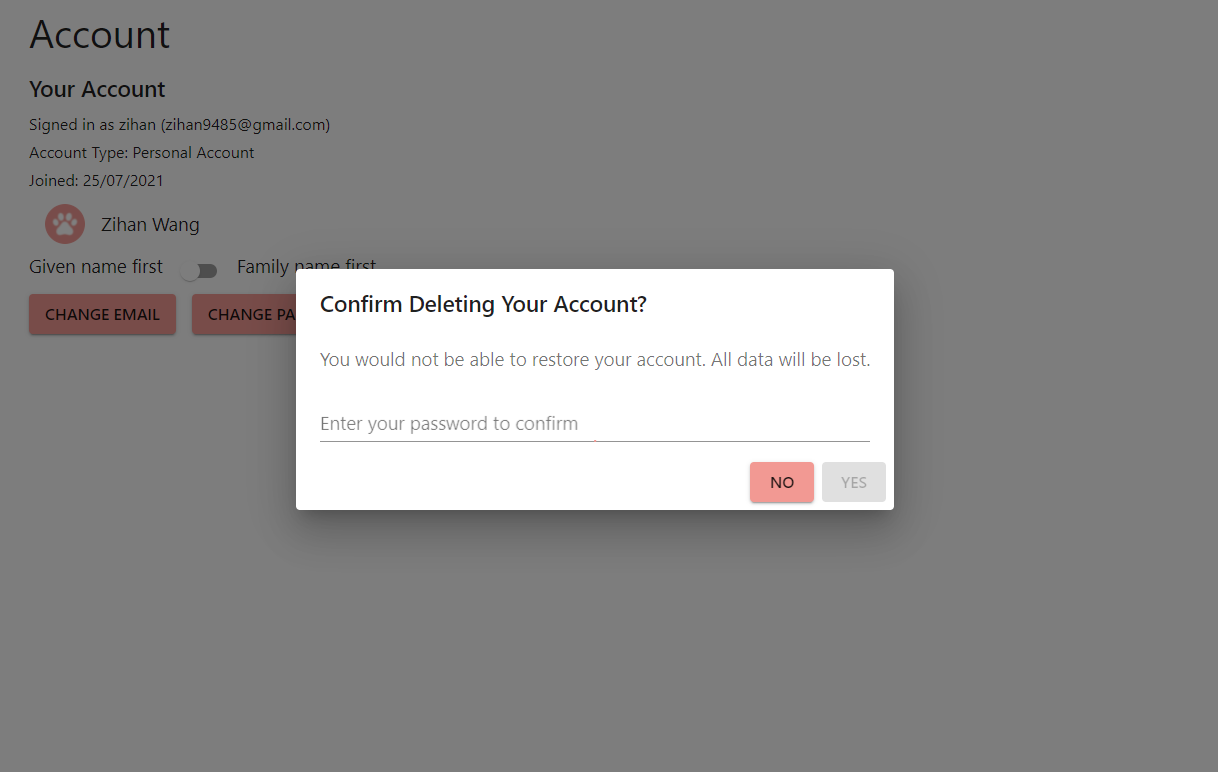 Account
Your Account
Signed in as zihan (zihan9485@gmail.com)
Account Type: Personal Account
Joined: 25/07/2021
Zihan Wang
Given name first Family name first
CHANGE EMAIL CHANGE PA
Confirm Deleting Your Account?
You would not be able to restore your account. All data will be lost.
Enter your password to confirm
NO YES